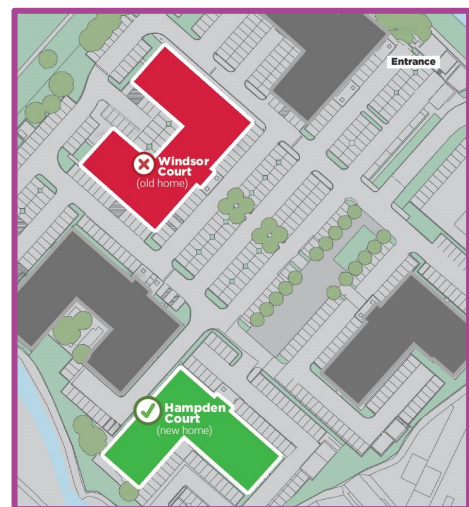 Entrance
Windsor
Court
(old home)
Hampden
Court
(new home)